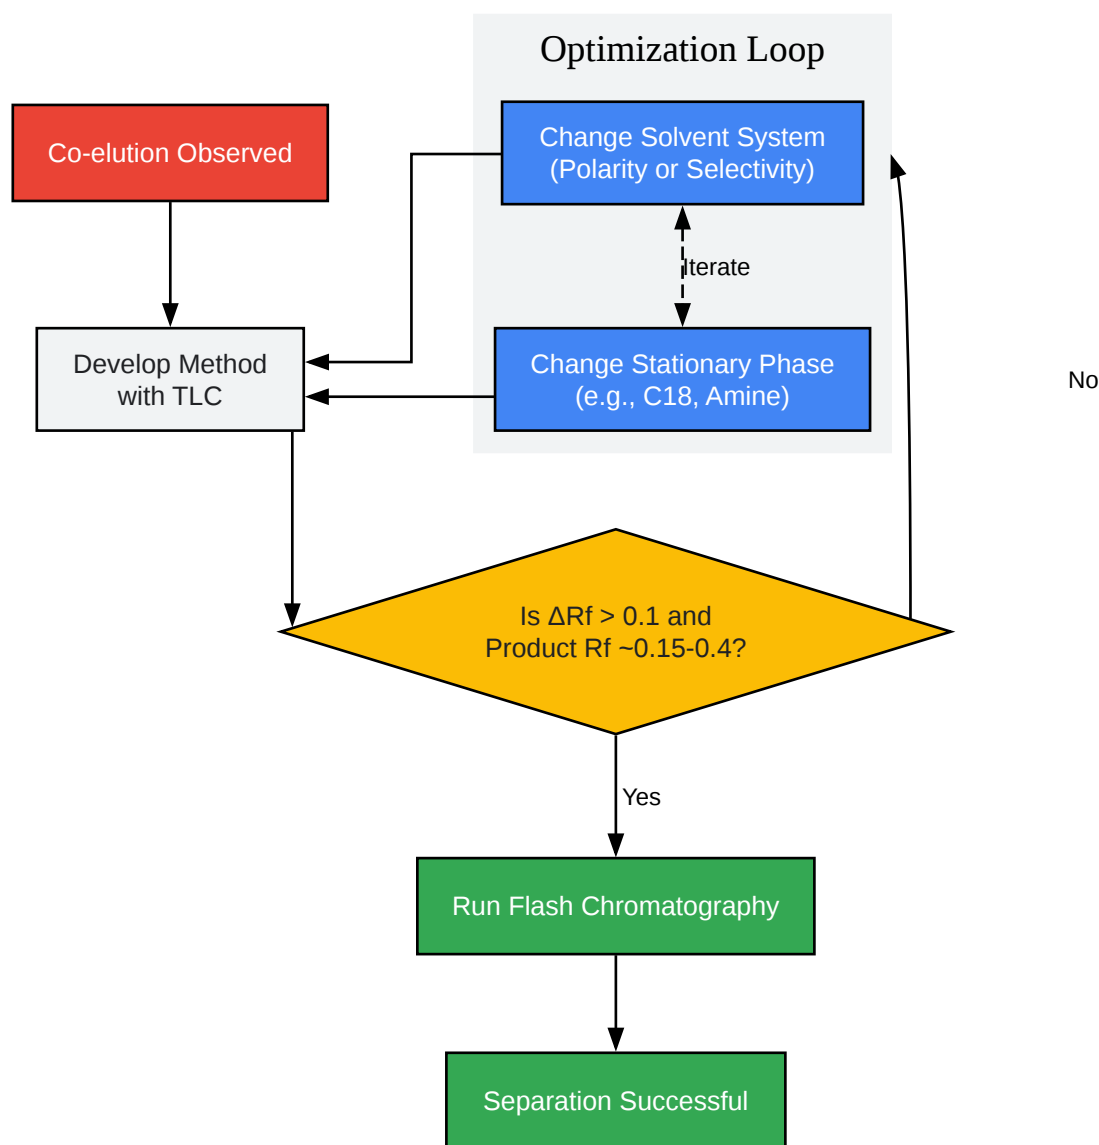 Optimization Loop
Co-elution Observed
Change Solvent System
(Polarity or Selectivity)
Iterate
Develop Method
with TLC
Change Stationary Phase
(e.g., C18, Amine)
No
Is ΔRf > 0.1 and
Product Rf ~0.15-0.4?
Yes
Run Flash Chromatography
Separation Successful